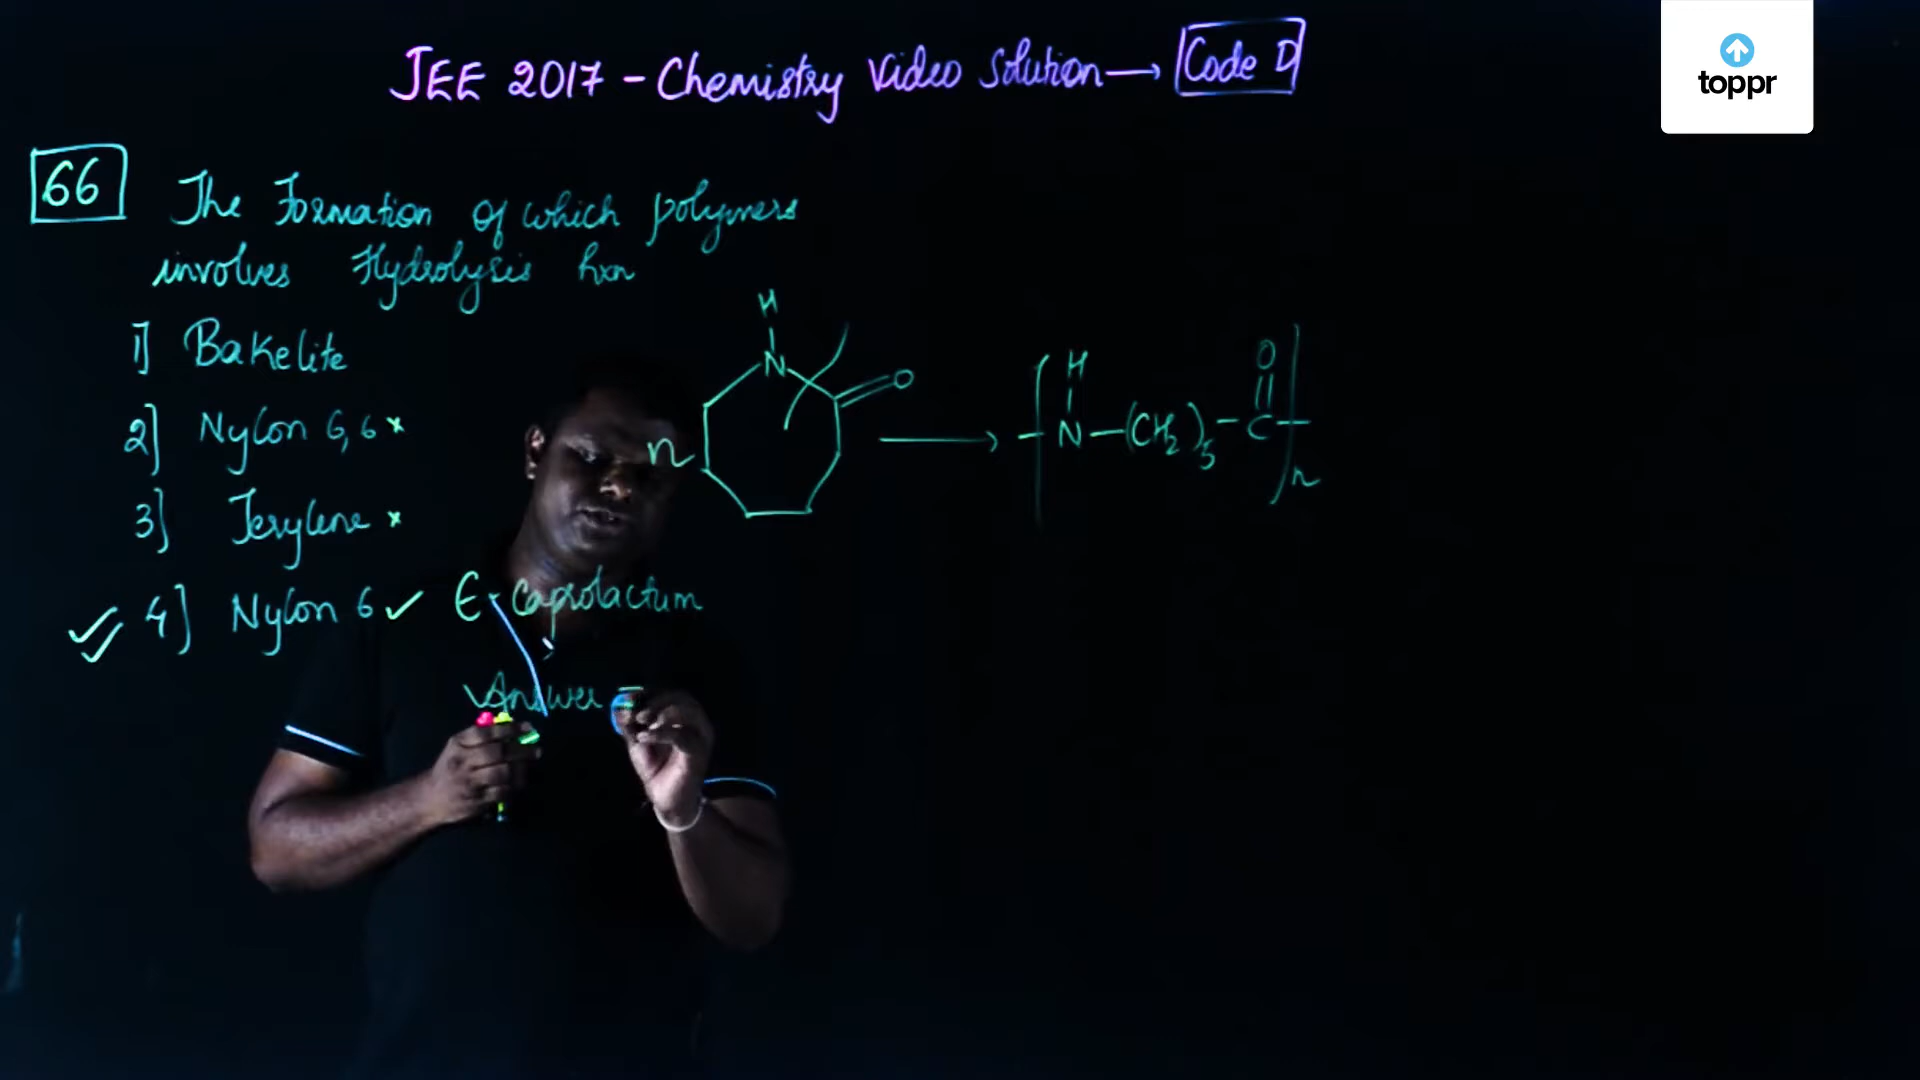 JEE 2017 - Chemistry Video Solution → Code D
toppr
66
The Formation of which polymers
involves Hydrolysis hxn
1] Bakelite
2] Nylon 6,6 x
3] Terylene x
4] Nylon 6 ✓ ϵ- Caprolactum
Answer =
n
H
N
O
H
N-(CH2)5-C
O
n